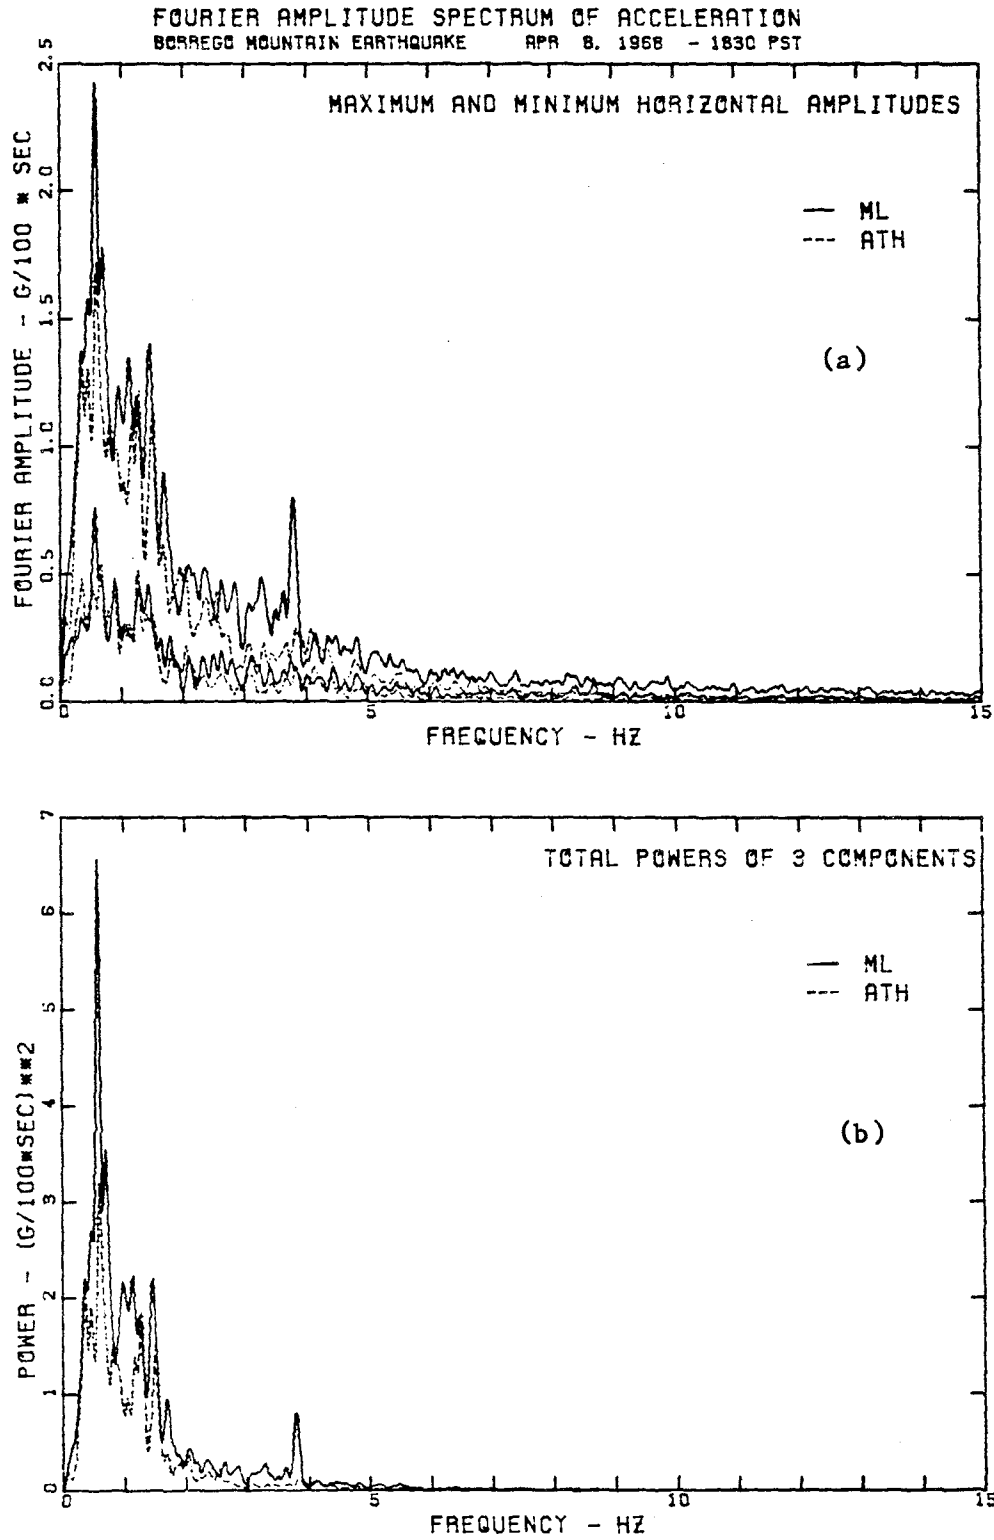 FOURIER AMPLITUDE SPECTRUM OF ACCELERATION
BORREGO MOUNTAIN EARTHQUAKE APR 8, 1968 - 1830 PST
MAXIMUM AND MINIMUM HORIZONTAL AMPLITUDES
ML
ATH
(a)
FOURIER AMPLITUDE - G/100 * SEC
2.5
2.0
1.5
1.0
0.5
0.0
0
5
10
15
FREQUENCY - HZ
TOTAL POWERS OF 3 COMPONENTS
ML
ATH
(b)
POWER - (G/100*SEC)**2
7
6
5
4
3
2
1
0
0
5
10
15
FREQUENCY - HZ